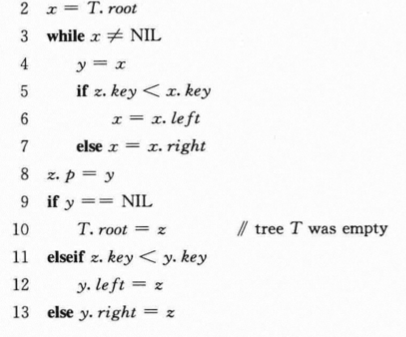 2 x = T. root
3 while x ≠ NIL
4 y = x
5 if z. key < x. key
6 x = x. left
7 else x = x. right
8 z. p = y
9 if y == NIL
10 T. root = z // tree T was empty
11 elseif z. key < y. key
12 y. left = z
13 else y. right = z